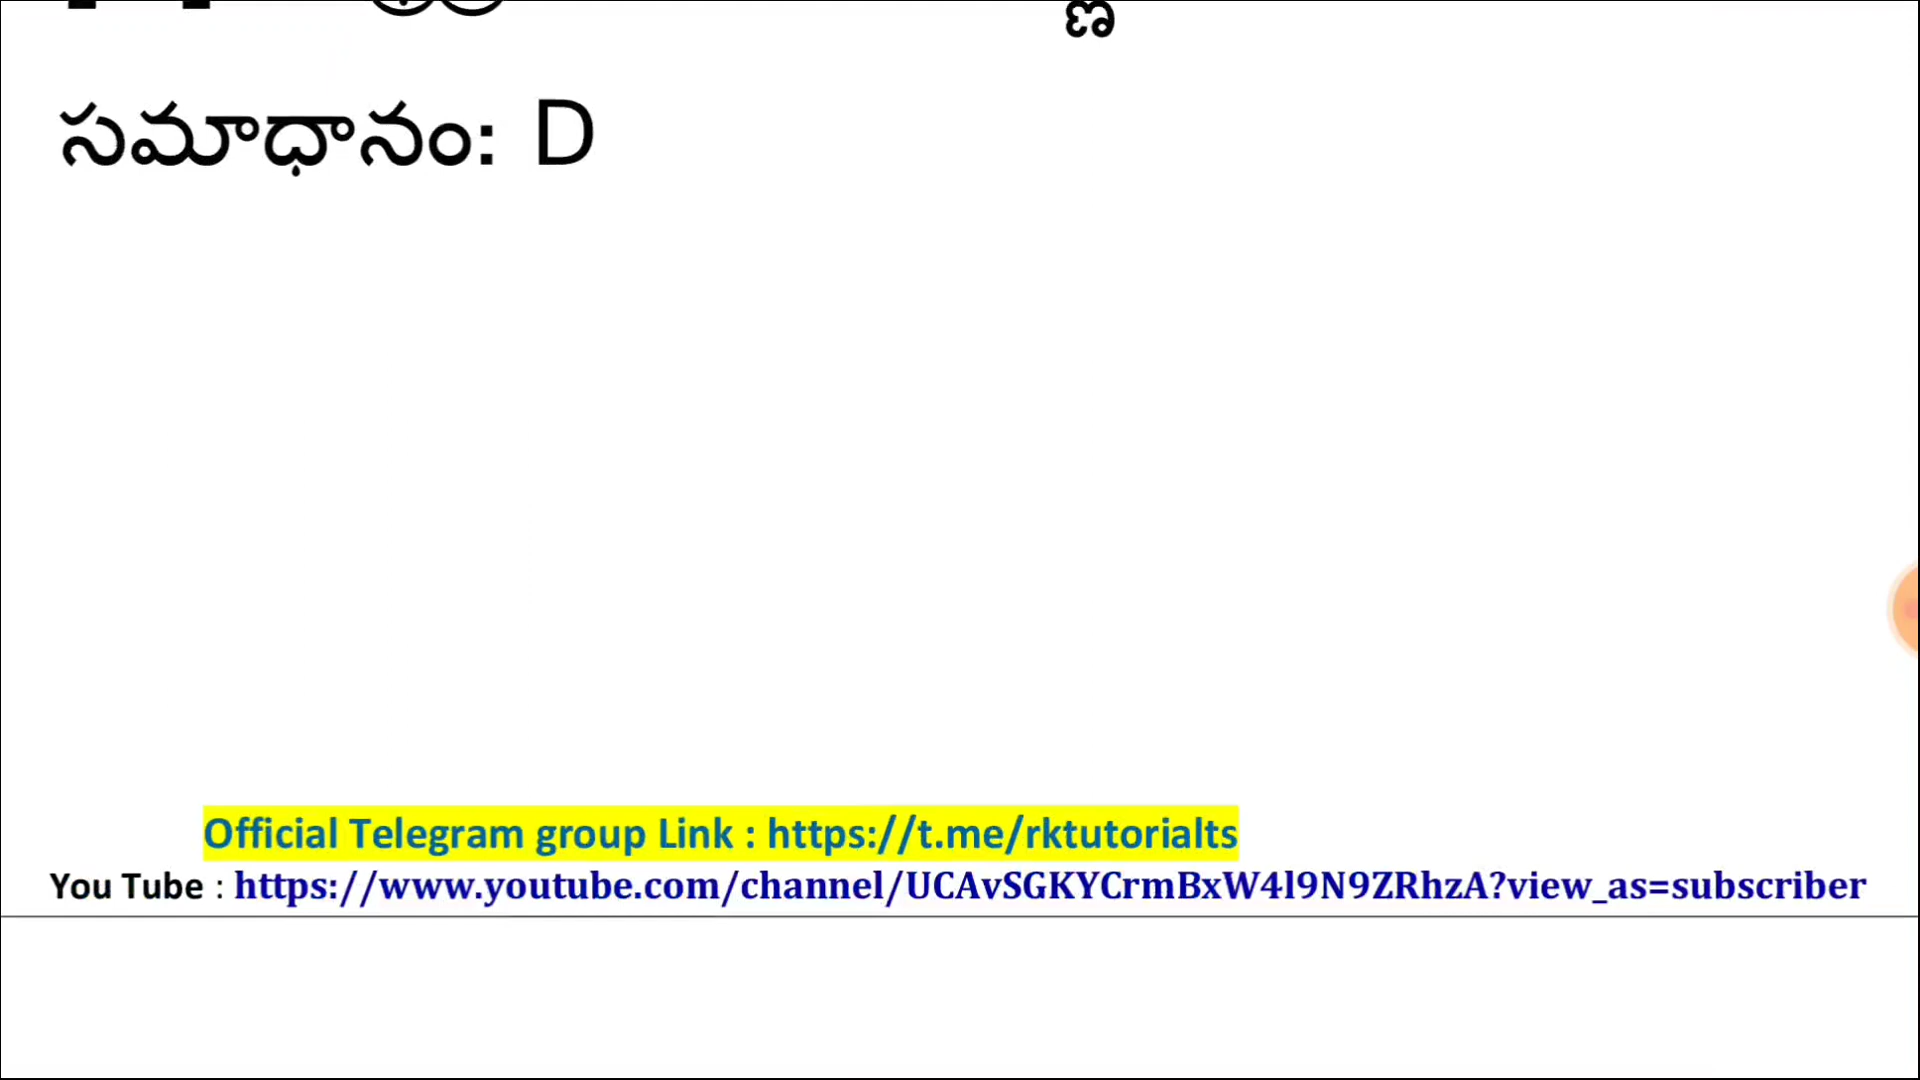 సమాధానం: D
Official Telegram group Link : https://t.me/rktutorialts
You Tube : https://www.youtube.com/channel/UCAvSGKYCrmBxW4l9N9ZRhzA?view_as=subscriber